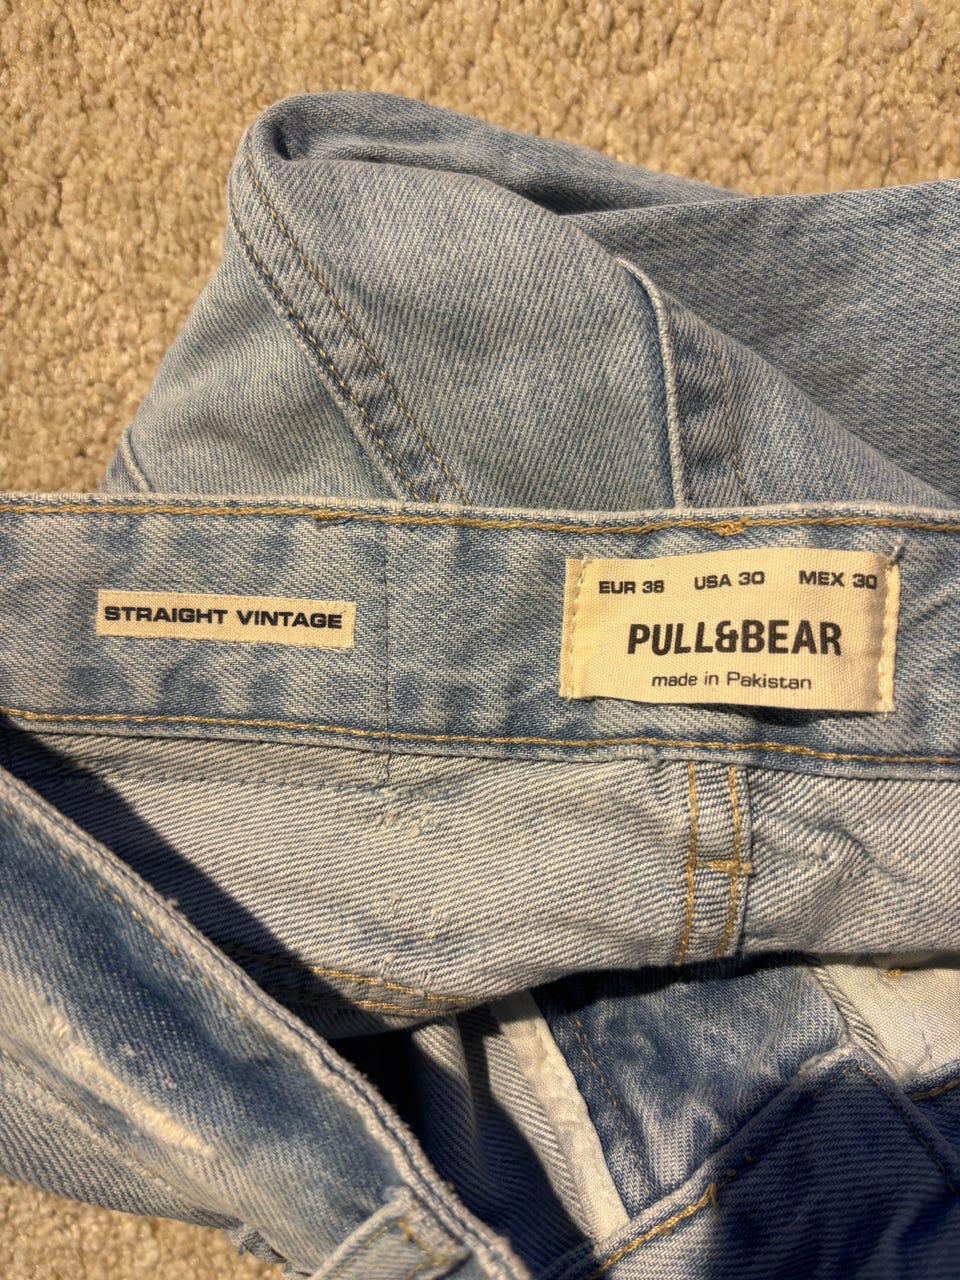 STRAIGHT VINTAGE
EUR 38 USA 30 MEX 30
PULL&BEAR
made in Pakistan